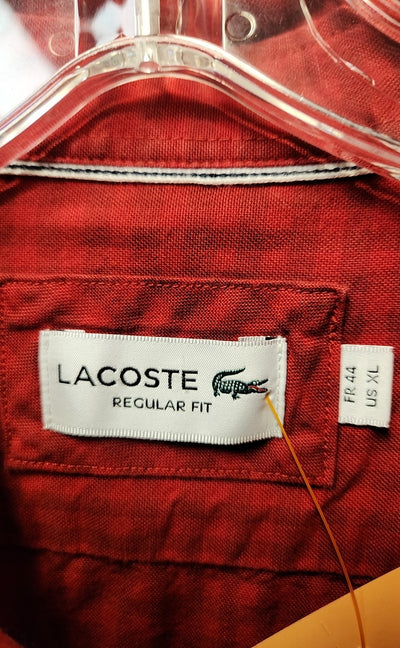 LACOSTE
REGULAR FIT
FR 44
US XL